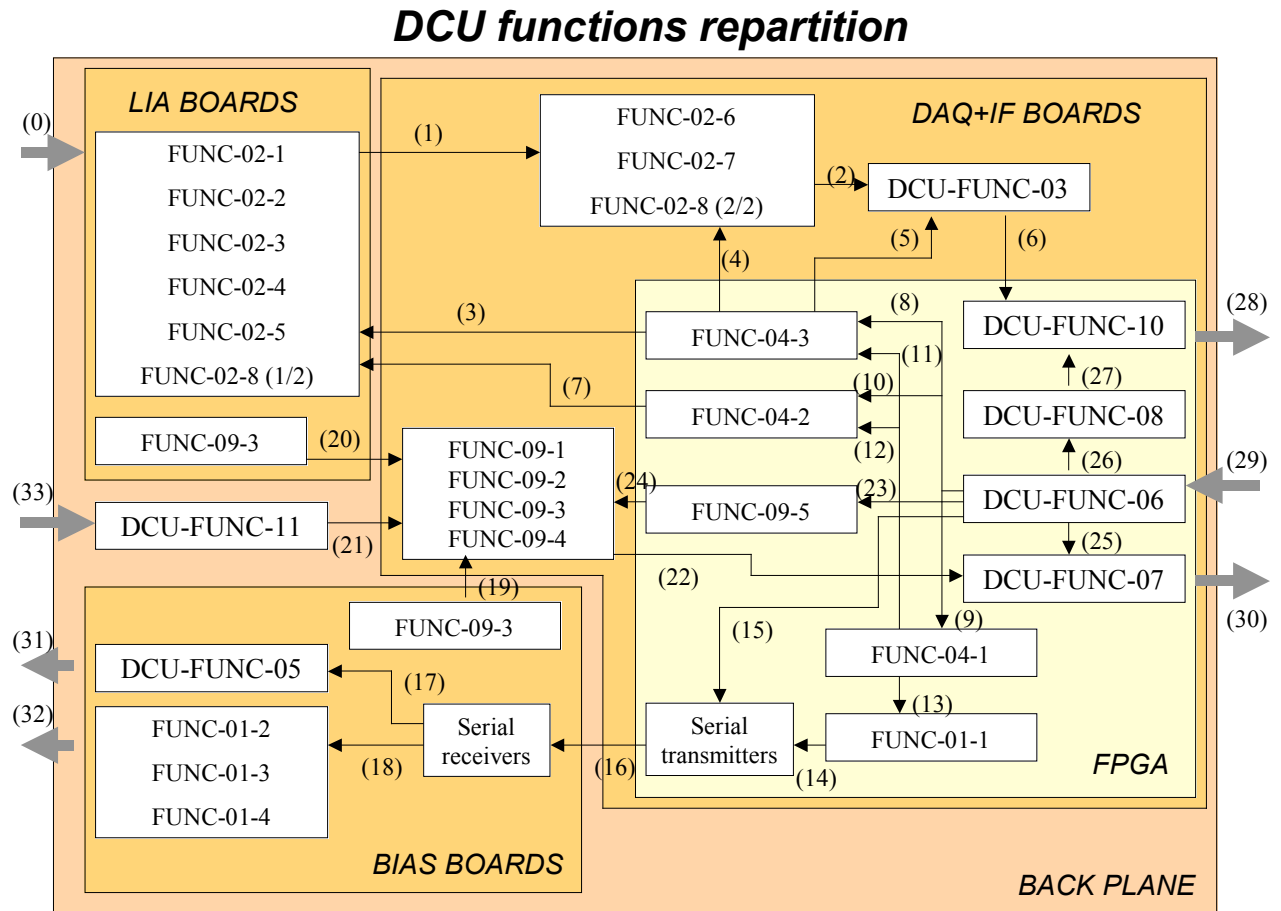 DCU functions repartition
LIA BOARDS
DAQ+IF BOARDS
(0)
FUNC-02-1
FUNC-02-2
FUNC-02-3
FUNC-02-4
FUNC-02-5
FUNC-02-8 (1/2)
(1)
FUNC-02-6
FUNC-02-7
FUNC-02-8 (2/2)
(2)
DCU-FUNC-03
(4)
(5)
(6)
(3)
FUNC-04-3
(8)
DCU-FUNC-10
(28)
(11)
(7)
FUNC-04-2
(10)
(27)
DCU-FUNC-08
(12)
FUNC-09-3
(20)
FUNC-09-1
FUNC-09-2
FUNC-09-3
FUNC-09-4
(24)
FUNC-09-5
(23)
(26)
DCU-FUNC-06
(29)
(33)
DCU-FUNC-11
(21)
(25)
(22)
DCU-FUNC-07
(30)
(19)
FUNC-09-3
(15)
(9)
FUNC-04-1
(31)
DCU-FUNC-05
(17)
(13)
(32)
FUNC-01-2
FUNC-01-3
FUNC-01-4
(18)
Serial
receivers
(16)
Serial
transmitters
(14)
FUNC-01-1
FPGA
BIAS BOARDS
BACK PLANE